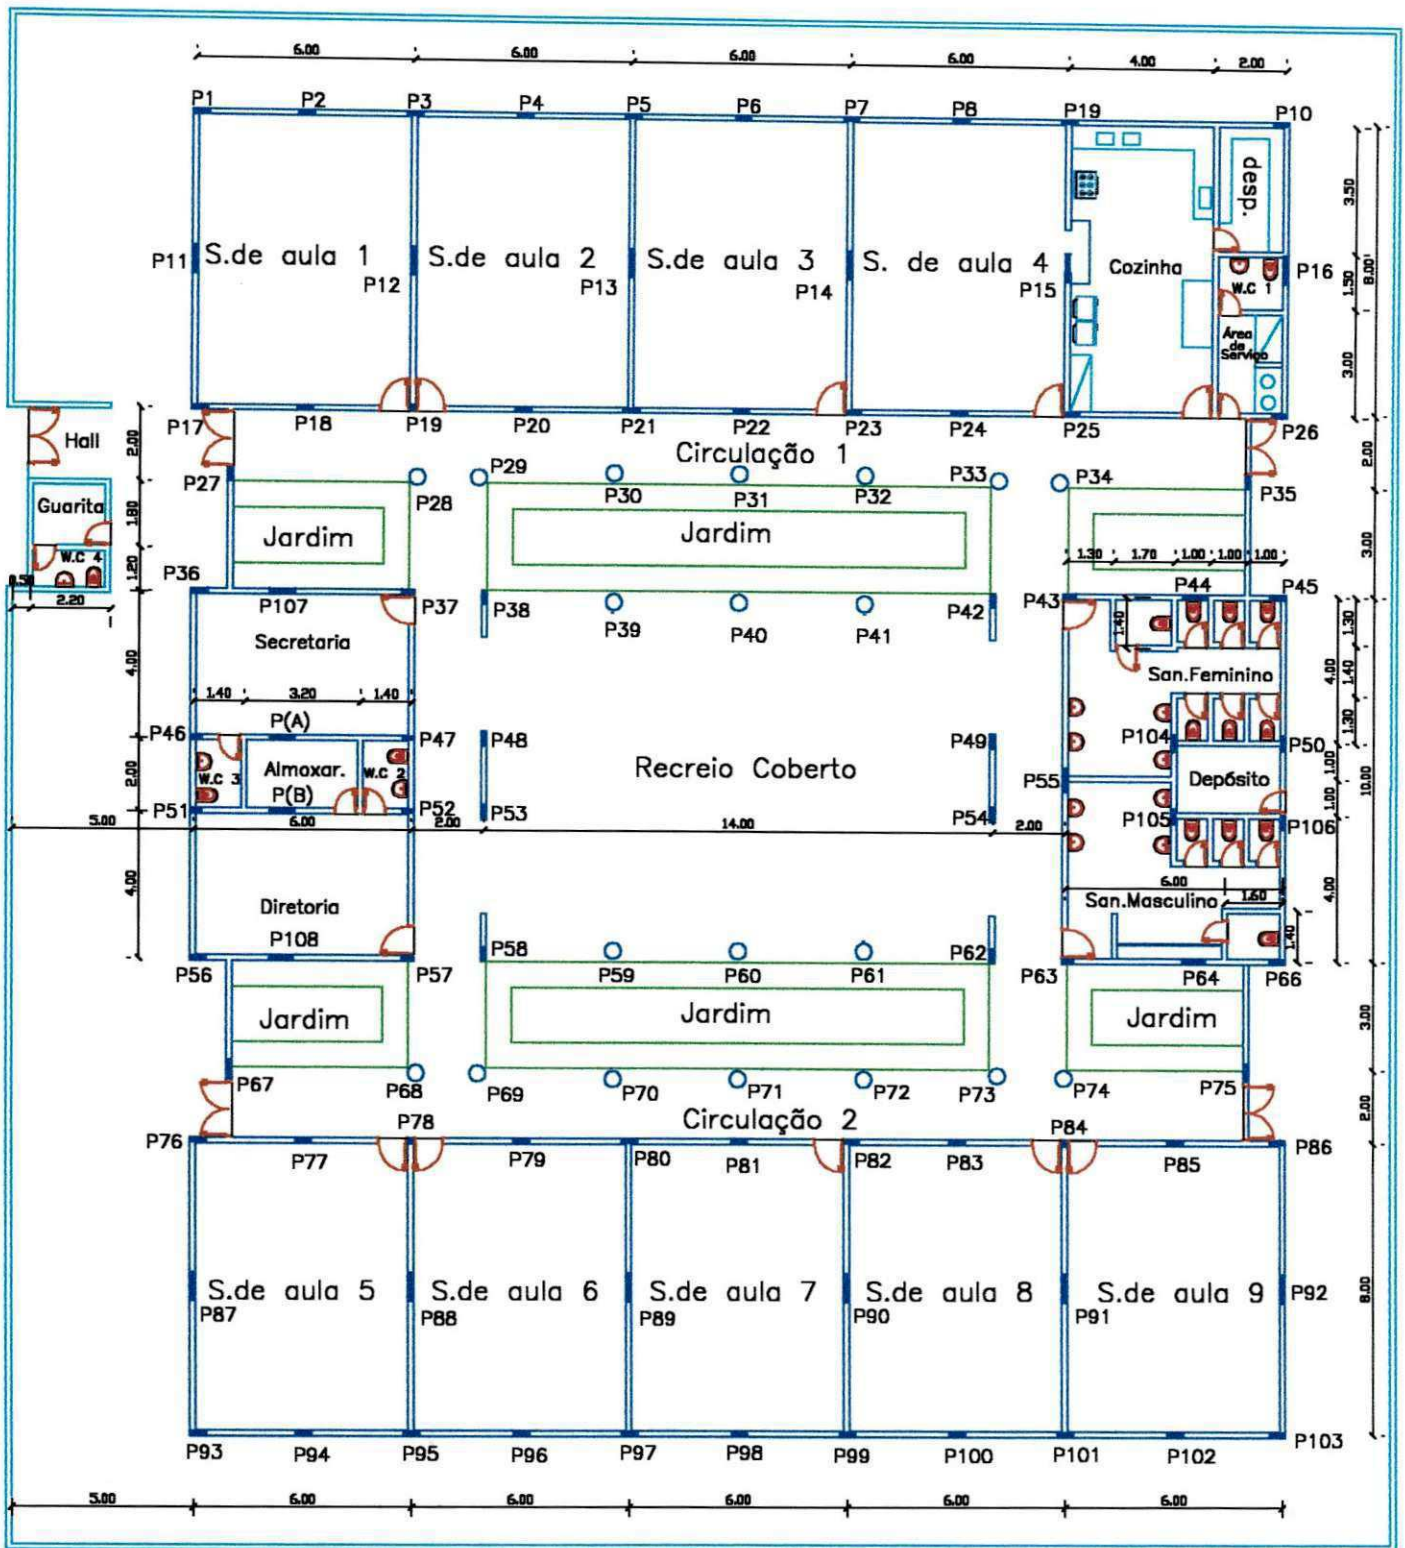 6.00 6.00 6.00 6.00 4.00 2.00
P1 P2 P3 P4 P5 P6 P7 P8 P19 P10
3.50
8.00
desp.
P11 S.de aula 1 P12 S.de aula 2 P13 S.de aula 3 P14 S. de aula 4 P15 Cozinha P16
W.C 1
1.50
Área
de
Serviço
3.00
P17 P18 P19 P20 P21 P22 P23 P24 P25 P26
Hall
2.00
Circulação 1
2.00
P27 P28 P29 P30 P31 P32 P33 P34 P35
Guarita
1.80
Jardim Jardim
3.00
W.C 4
1.20
1.30 1.70 1.00 1.00 1.00
0.50
2.20
P36 P107 P37 P38 P39 P40 P41 P42 P43 P44 P45
1.40
1.30
Secretaria
4.00
San.Feminino
4.00
1.40
1.40 3.20 1.40
P(A)
1.30
P46 P47 P48 P49 P104 P50
2.00
W.C 3 Almoxar. W.C 2
P(B)
Recreio Coberto
Depósito
1.00
10.00
1.00
P51 P52 P53 P54 P55 P105 P106
5.00 6.00 2.00 14.00 2.00
4.00
6.00
4.00
Diretoria
San.Masculino 1.60
1.40
P108
P56 P57 P58 P59 P60 P61 P62 P63 P64 P66
Jardim Jardim Jardim
3.00
P67 P68 P69 P70 P71 P72 P73 P74 P75
Circulação 2
2.00
P76 P77 P78 P79 P80 P81 P82 P83 P84 P85 P86
S.de aula 5 S.de aula 6 S.de aula 7 S.de aula 8 S.de aula 9
8.00
P87 P88 P89 P90 P91 P92
P93 P94 P95 P96 P97 P98 P99 P100 P101 P102 P103
5.00 6.00 6.00 6.00 6.00 6.00